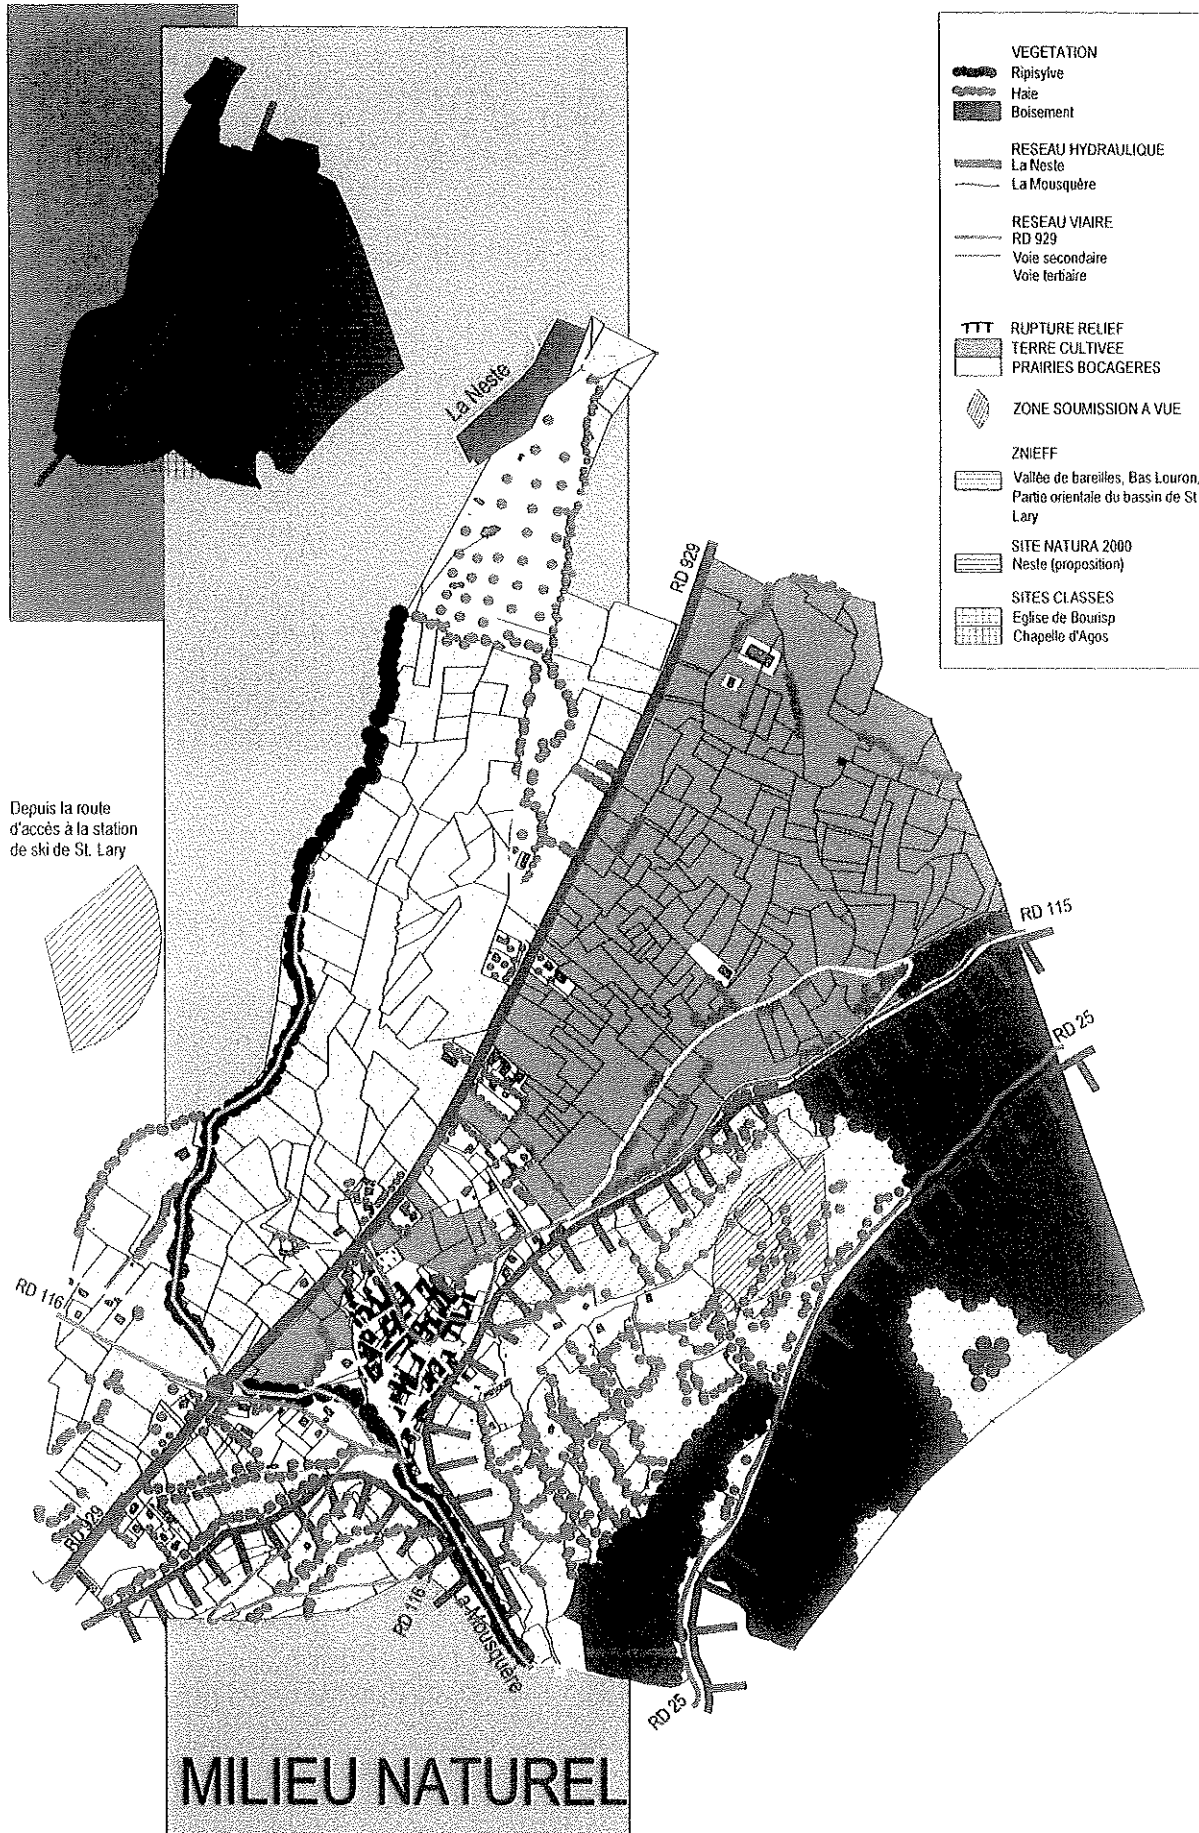 VEGETATION
Ripisylve
Haie
Boisement
RESEAU HYDRAULIQUE
La Neste
La Mousquère
RESEAU VIAIRE
RD 929
Voie secondaire
Voie tertiaire
RUPTURE RELIEF
TERRE CULTIVEE
PRAIRIES BOCAGERES
ZONE SOUMISSION A VUE
ZNIEFF
Vallée de bareilles, Bas Louron,
Partie orientale du bassin de St
Lary
SITE NATURA 2000
Neste (proposition)
SITES CLASSES
Eglise de Bourisp
Chapelle d'Agos
La Neste
RD 929
Depuis la route
d'accés à la station
de ski de St. Lary
RD 115
RD 25
RD 116
RD 929
RD 116
La Mousquère
RD 25
MILIEU NATUREL